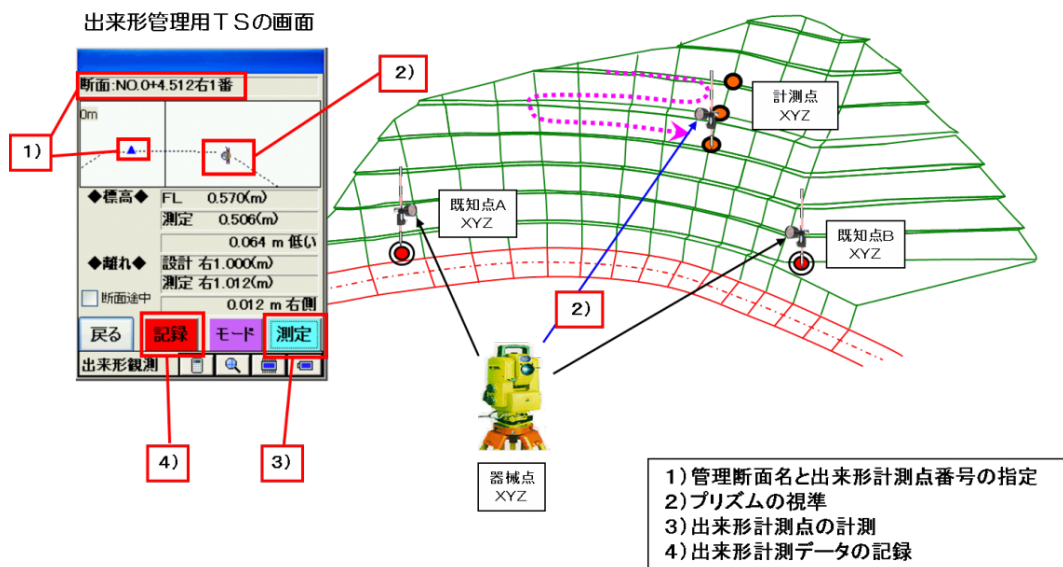 出来形管理用ＴＳの画面
断面:NO.0+4.512右1番
0m
◆標高◆
FL 0.570(m)
測定 0.506(m)
0.064 m 低い
◆離れ◆
設計 右1.000(m)
測定 右1.012(m)
断面途中
0.012 m 右側
戻る
記録
モード
測定
出来形観測
1）
2）
4）
3）
計測点
XYZ
既知点A
XYZ
既知点B
XYZ
2）
器械点
XYZ
1）管理断面名と出来形計測点番号の指定
2）プリズムの視準
3）出来形計測点の計測
4）出来形計測データの記録